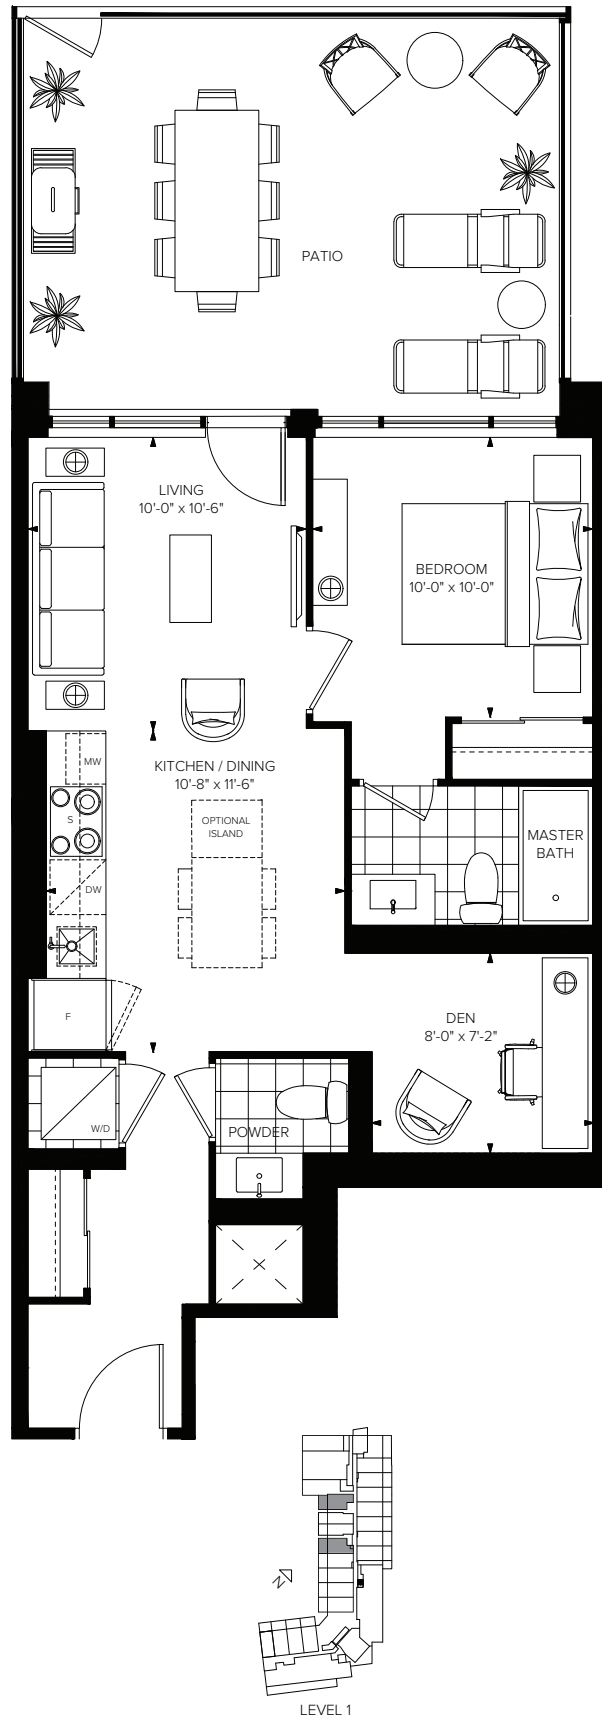 PATIO
LIVING
10'-0" x 10'-6"
BEDROOM
10'-0" x 10'-0"
KITCHEN / DINING
10'-8" x 11'-6"
MW
S
OPTIONAL
ISLAND
MASTER
BATH
DW
F
DEN
8'-0" x 7'-2"
W/D
POWDER
N
LEVEL 1